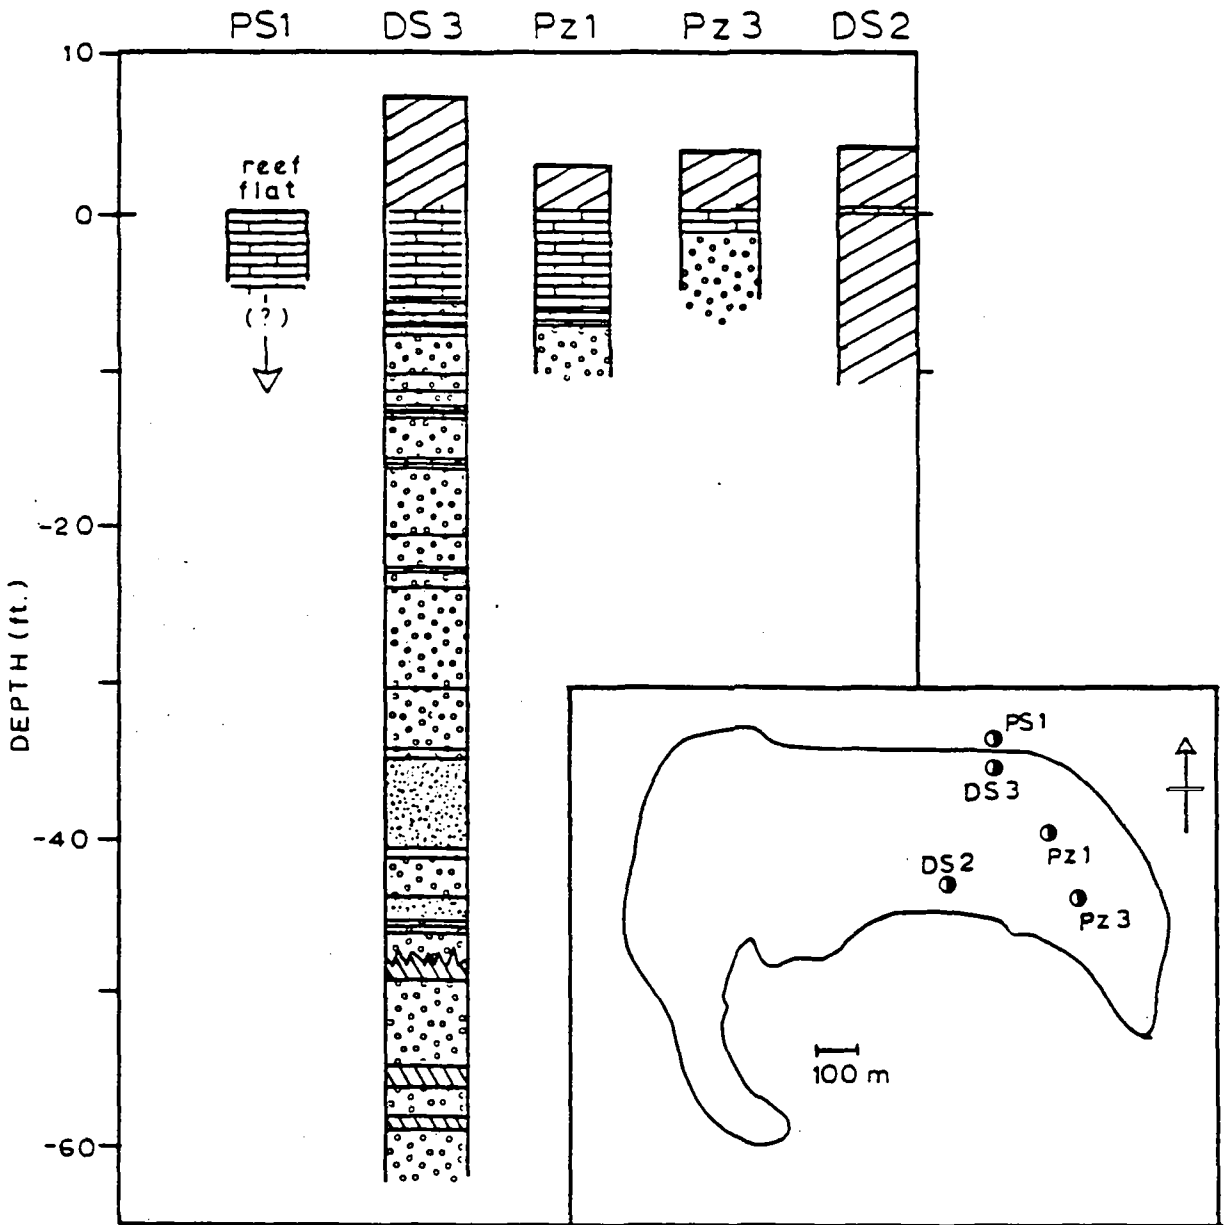 PS1 DS3 Pz1 Pz3 DS2
10
reef
flat
0
(?)
-20
DEPTH (ft.)
-40
-60
PS1
DS3
Pz1
DS2
Pz3
100 m